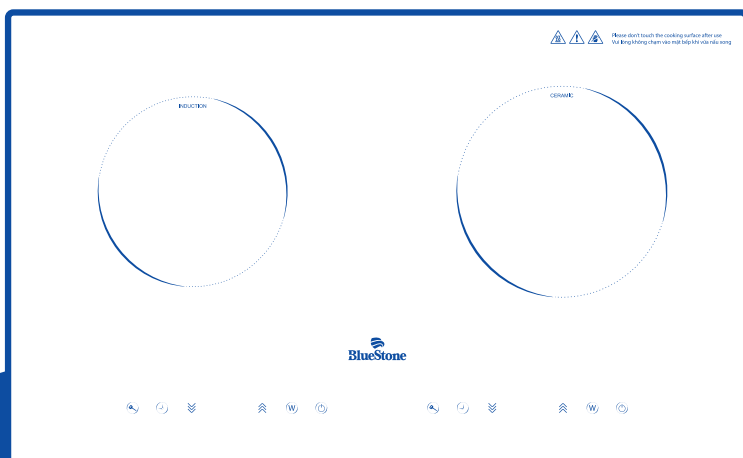 Please don't touch the cooking surface after use
Vui lòng không chạm vào mặt bếp khi vừa nấu xong
INDUCTION
CERAMIC
BlueStone
W
W